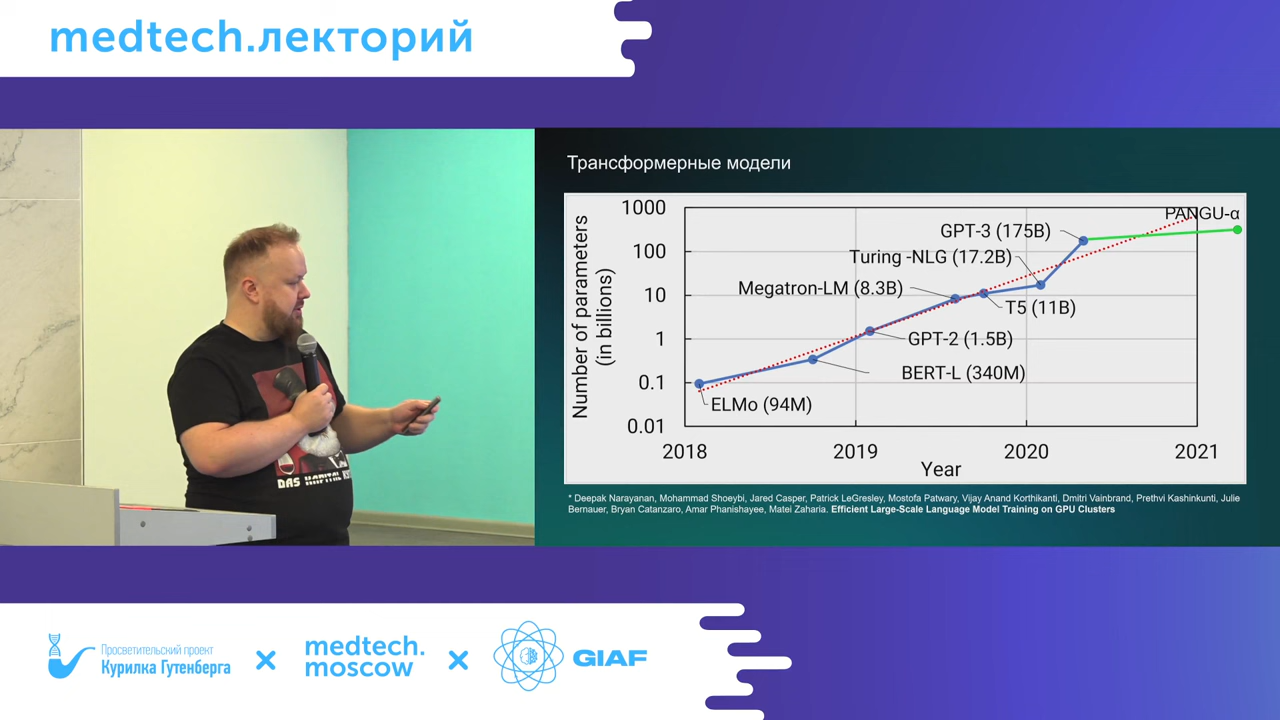 medtech.лекторий
Трансформерные модели
Number of parameters
(in billions)
1000
100
10
1
0.1
0.01
2018
2019
2020
2021
Year
PANGU-α
GPT-3 (175B)
Turing -NLG (17.2B)
Megatron-LM (8.3B)
T5 (11B)
GPT-2 (1.5B)
BERT-L (340M)
ELMo (94M)
* Deepak Narayanan, Mohammad Shoeybi, Jared Casper, Patrick LeGresley, Mostofa Patwary, Vijay Anand Korthikanti, Dmitri Vainbrand, Prethvi Kashinkunti, Julie
Bernauer, Bryan Catanzaro, Amar Phanishayee, Matei Zaharia. Efficient Large-Scale Language Model Training on GPU Clusters
DAS KAPITAL
Просветительский проект
Курилка Гутенберга
medtech.
moscow
GIAF